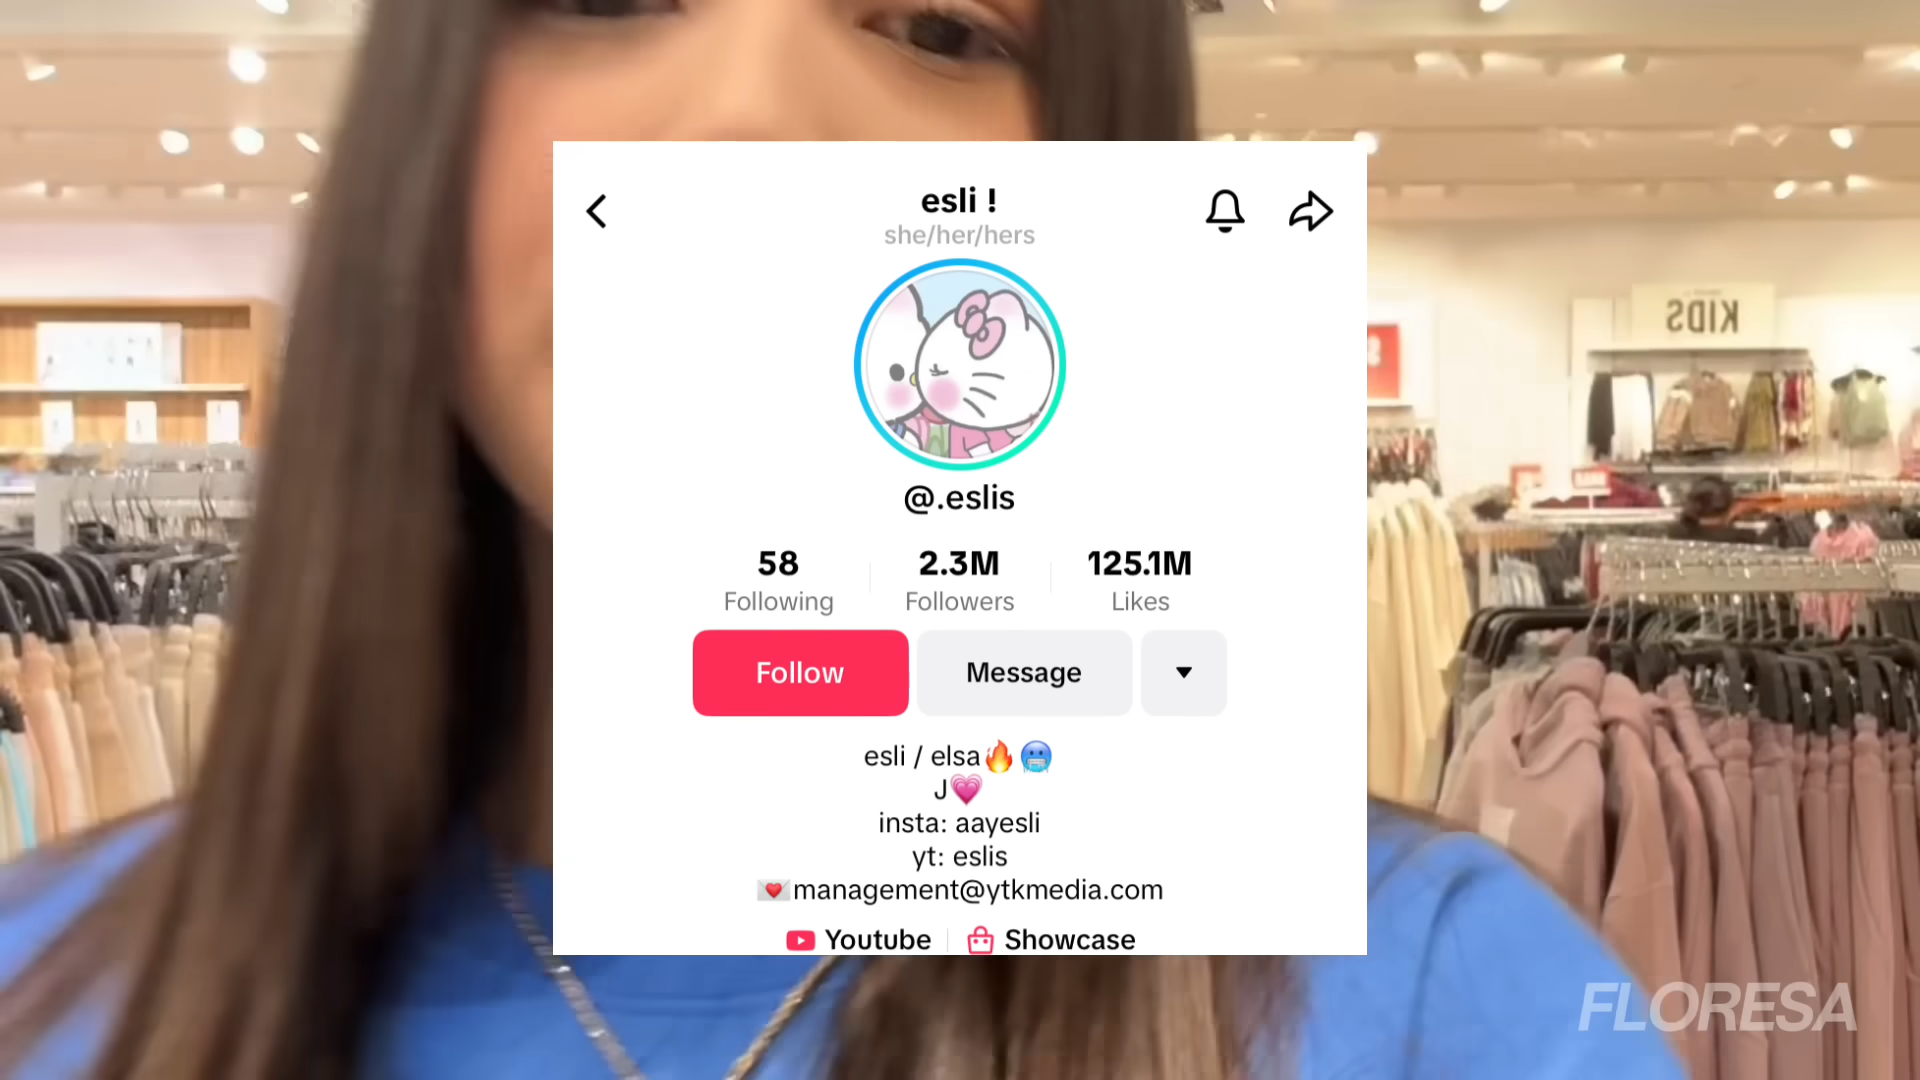 esli !
she/her/hers
@.eslis
58 2.3M 125.1M
Following Followers Likes
Follow Message
esli / elsa🔥🥶
J💗
insta: aayesli
yt: eslis
💌management@ytkmedia.com
Youtube Showcase
KIDS
FLORESA